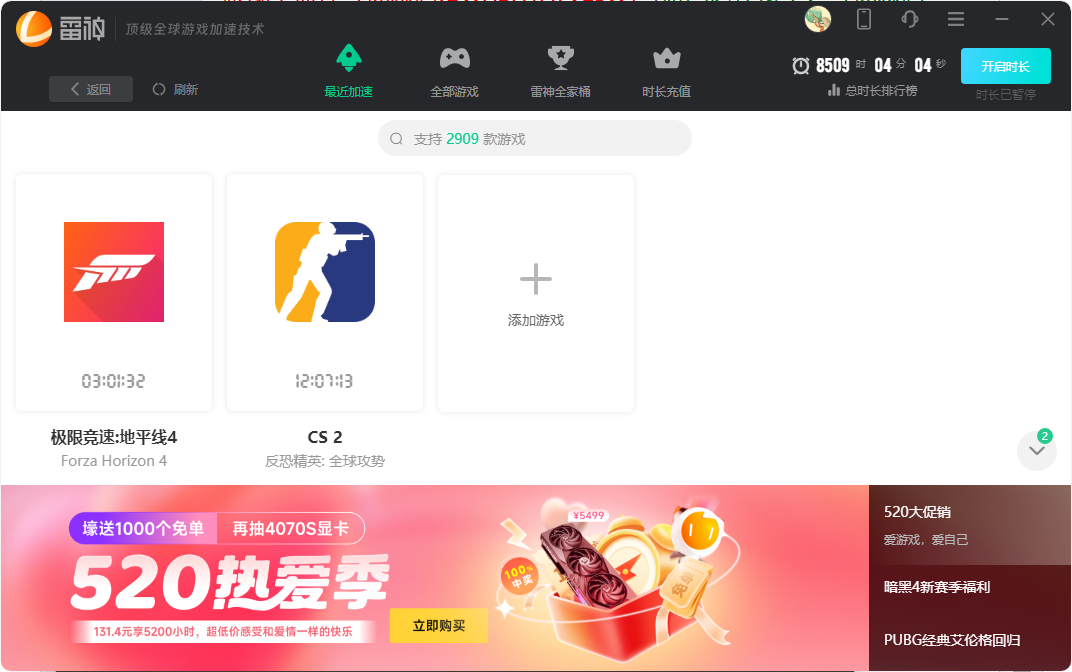 雷神
顶级全球游戏加速技术
返回
刷新
最近加速
全部游戏
雷神全家桶
时长充值
8509 时 04 分 04 秒
总时长排行榜
开启时长
时长已暂停
支持 2909 款游戏
03:01:32
极限竞速:地平线4
Forza Horizon 4
12:07:13
CS 2
反恐精英: 全球攻势
添加游戏
2
壕送1000个免单
再抽4070S显卡
520热爱季
131.4元享5200小时，超低价感受和爱情一样的快乐
立即购买
¥5499
100%
中奖
免单
520大促销
爱游戏，爱自己
暗黑4新赛季福利
PUBG经典艾伦格回归